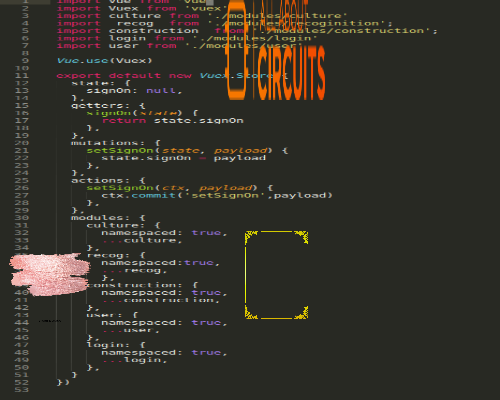 1 import Vue from 'vue'
2 import Vuex from 'vuex'
3 import culture from './modules/culture'
4 import recog from './modules/recoginition';
5 import construction from './modules/construction';
6 import login from './modules/login'
7 import user from './modules/user'
8
9 Vue.use(Vuex)
10
11 export default new Vuex.Store({
12 state: {
13 signOn: null,
14 },
15 getters: {
16 signOn(state) {
17 return state.signOn
18 },
19 },
20 mutations: {
21 setSignOn(state, payload) {
22 state.signOn = payload
23 },
24 },
25 actions: {
26 setSignOn(ctx, payload) {
27 ctx.commit('setSignOn',payload)
28 },
29 },
30 modules: {
31 culture: {
32 namespaced: true,
33 ...culture,
34 },
recog: {
namespaced:true,
...recog,
},
construction: {
40 namespaced: true,
41 ...construction,
42 },
43 user: {
44 namespaced: true,
45 ...user,
46 },
47 login: {
48 namespaced: true,
49 ...login,
50 },
51 }
52 })
53
CIRCUITS